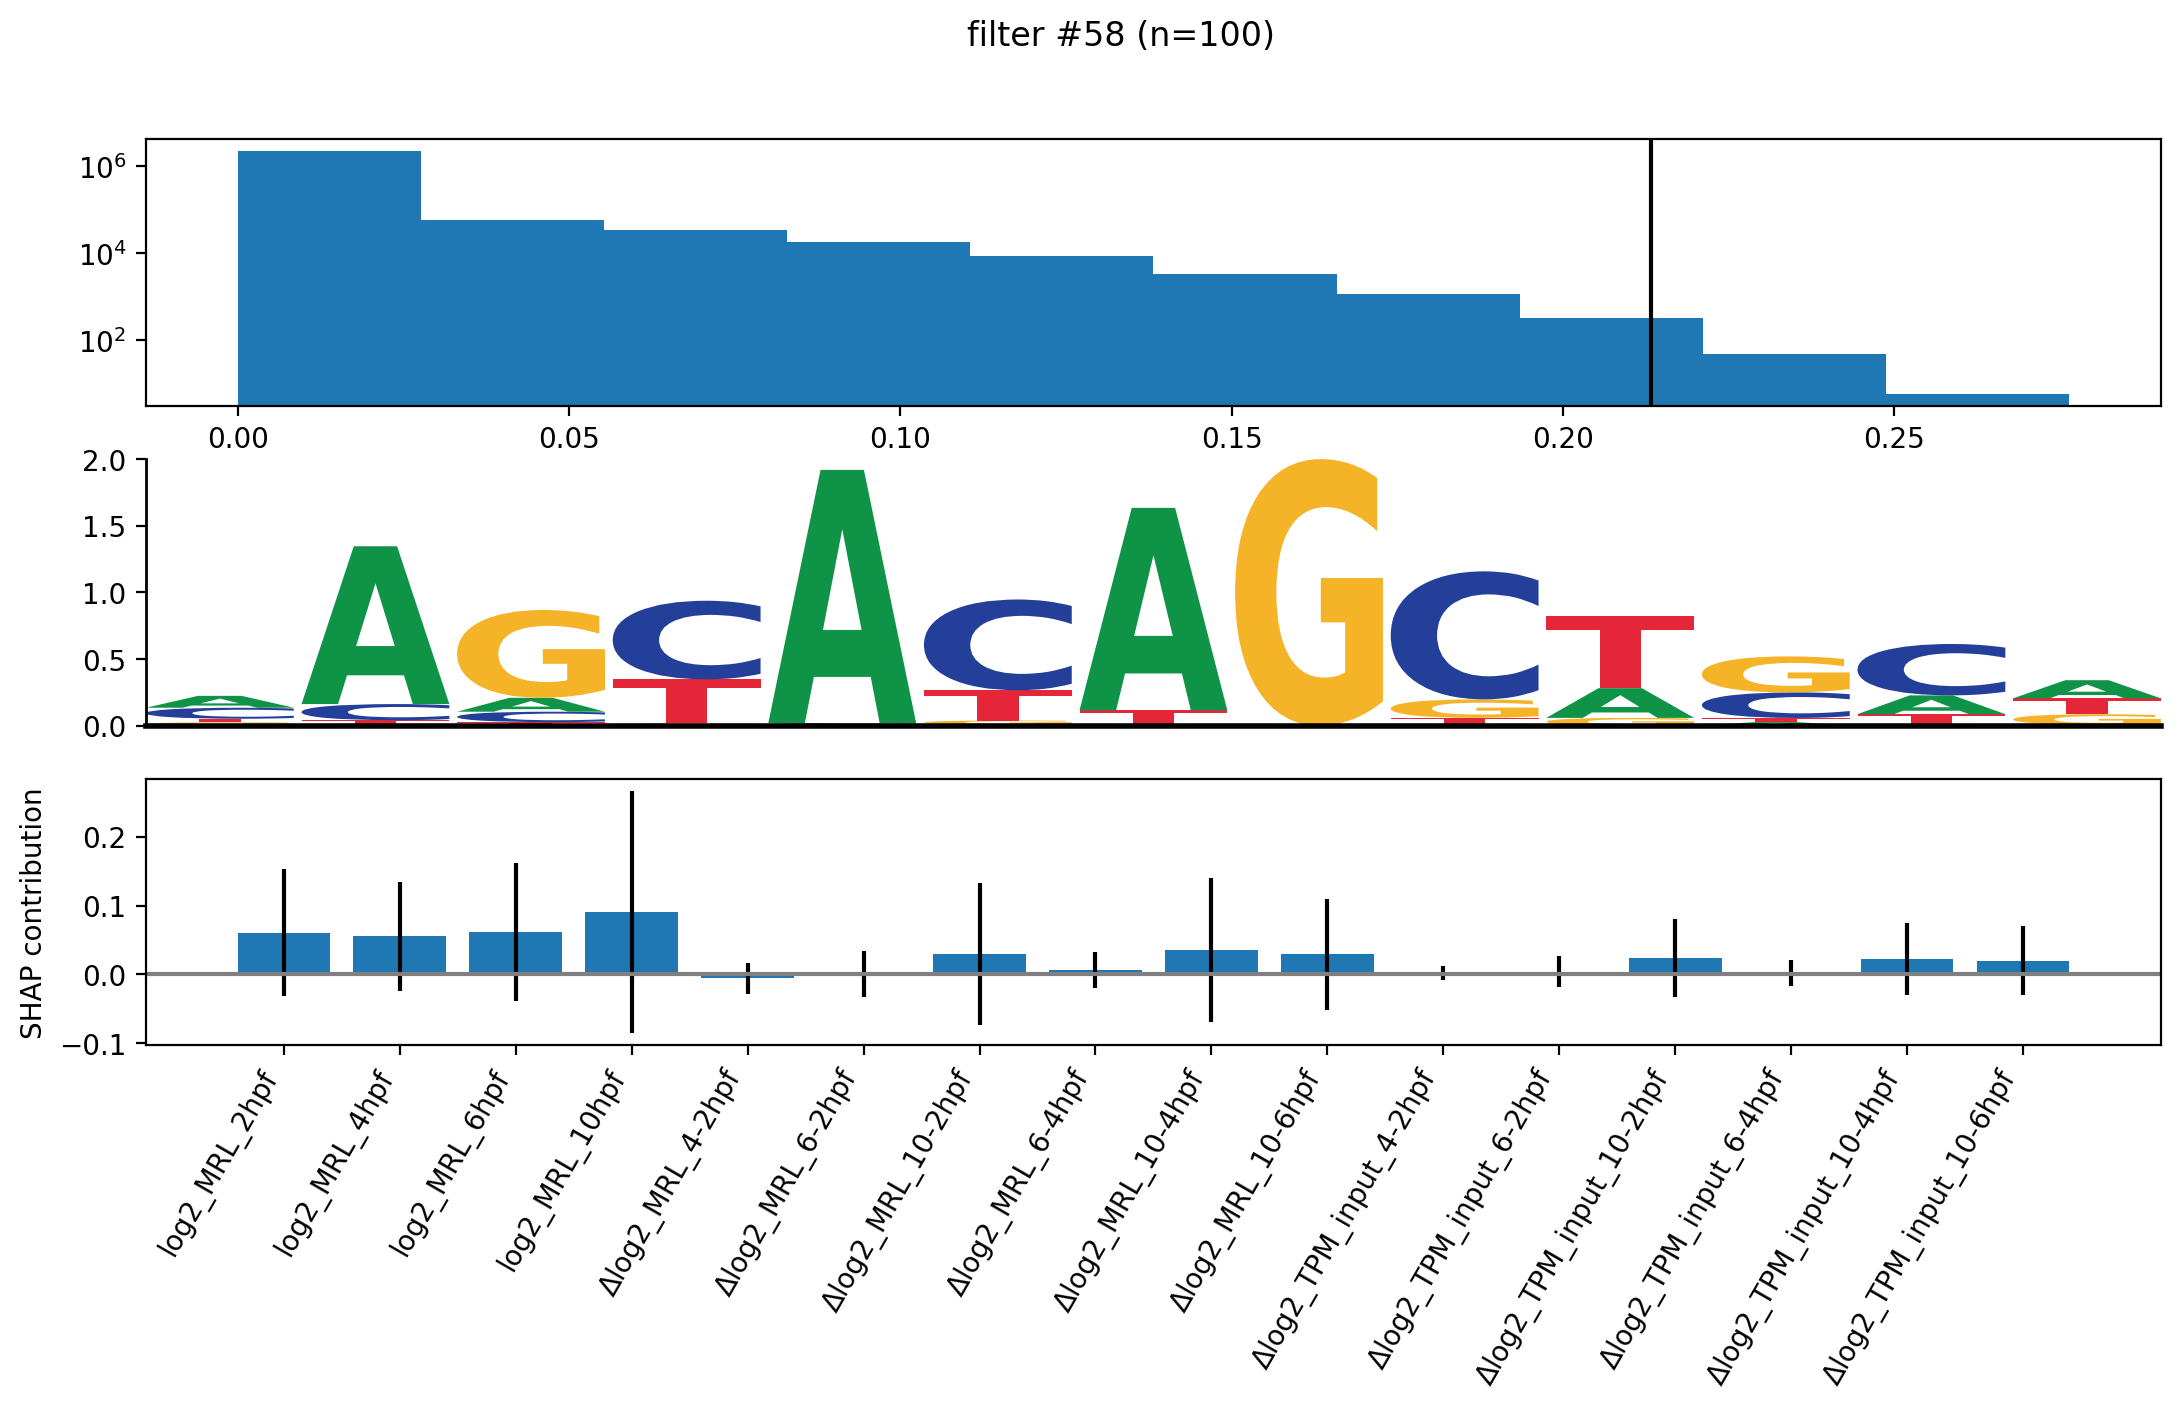 filter #58 (n=100)
10⁶
10⁴
10²
0.00 0.05 0.10 0.15 0.20 0.25
2.0
1.5
1.0
0.5
0.0
A A G C A C A G C T G C A
C C A T T T G A C A T
T T C G T G T T G
SHAP contribution
0.2
0.1
0.0
−0.1
log2_MRL_2hpf
log2_MRL_4hpf
log2_MRL_6hpf
log2_MRL_10hpf
Δlog2_MRL_4-2hpf
Δlog2_MRL_6-2hpf
Δlog2_MRL_10-2hpf
Δlog2_MRL_6-4hpf
Δlog2_MRL_10-4hpf
Δlog2_MRL_10-6hpf
Δlog2_TPM_input_4-2hpf
Δlog2_TPM_input_6-2hpf
Δlog2_TPM_input_10-2hpf
Δlog2_TPM_input_6-4hpf
Δlog2_TPM_input_10-4hpf
Δlog2_TPM_input_10-6hpf